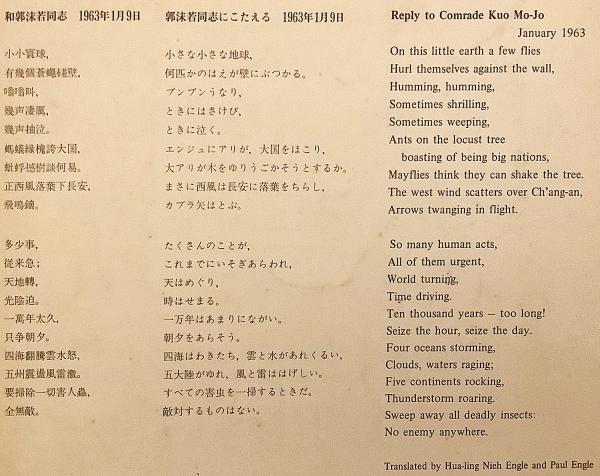 和郭沫若同志 1963年1月9日
小小寰球，
有幾個蒼蠅碰壁。
嗡嗡叫，
幾声凄厲，
幾声抽泣。
螞蟻縁槐誇大国，
蚍蜉撼樹談何易。
正西風落葉下長安，
飛鳴鏑。
多少事，
従来急；
天地轉，
光陰迫。
一萬年太久，
只争朝夕。
四海翻騰雲水怒，
五州震盪風雷激。
要掃除一切害人蟲，
全無敵。
郭沫若同志にこたえる 1963年1月9日
小さな小さな地球，
何匹かのはえが壁にぶつかる。
ブンブンうなり，
ときにはさけび，
ときに泣く。
エンジュにアリが，大国をほこり，
大アリが木をゆりうごかそうとするか。
まさに西風は長安に落葉をちらし，
カブラ矢はとぶ。
たくさんのことが，
これまでにいそぎあらわれ，
天はめぐり，
時はせまる。
一万年はあまりにながい。
朝夕をあらそう。
四海はわきたち，雲と水があれくるい，
五大陸がゆれ，風と雷ははげしい。
すべての害虫を一掃するときだ。
敵対するものはない。
Reply to Comrade Kuo Mo-Jo
January 1963
On this little earth a few flies
Hurl themselves against the wall,
Humming, humming,
Sometimes shrilling,
Sometimes weeping,
Ants on the locust tree
boasting of being big nations,
Mayflies think they can shake the tree.
The west wind scatters over Ch'ang-an,
Arrows twanging in flight.
So many human acts,
All of them urgent,
World turning,
Time driving.
Ten thousand years – too long!
Seize the hour, seize the day.
Four oceans storming,
Clouds, waters raging;
Five continents rocking,
Thunderstorm roaring.
Sweep away all deadly insects:
No enemy anywhere.
Translated by Hua-ling Nieh Engle and Paul Engle